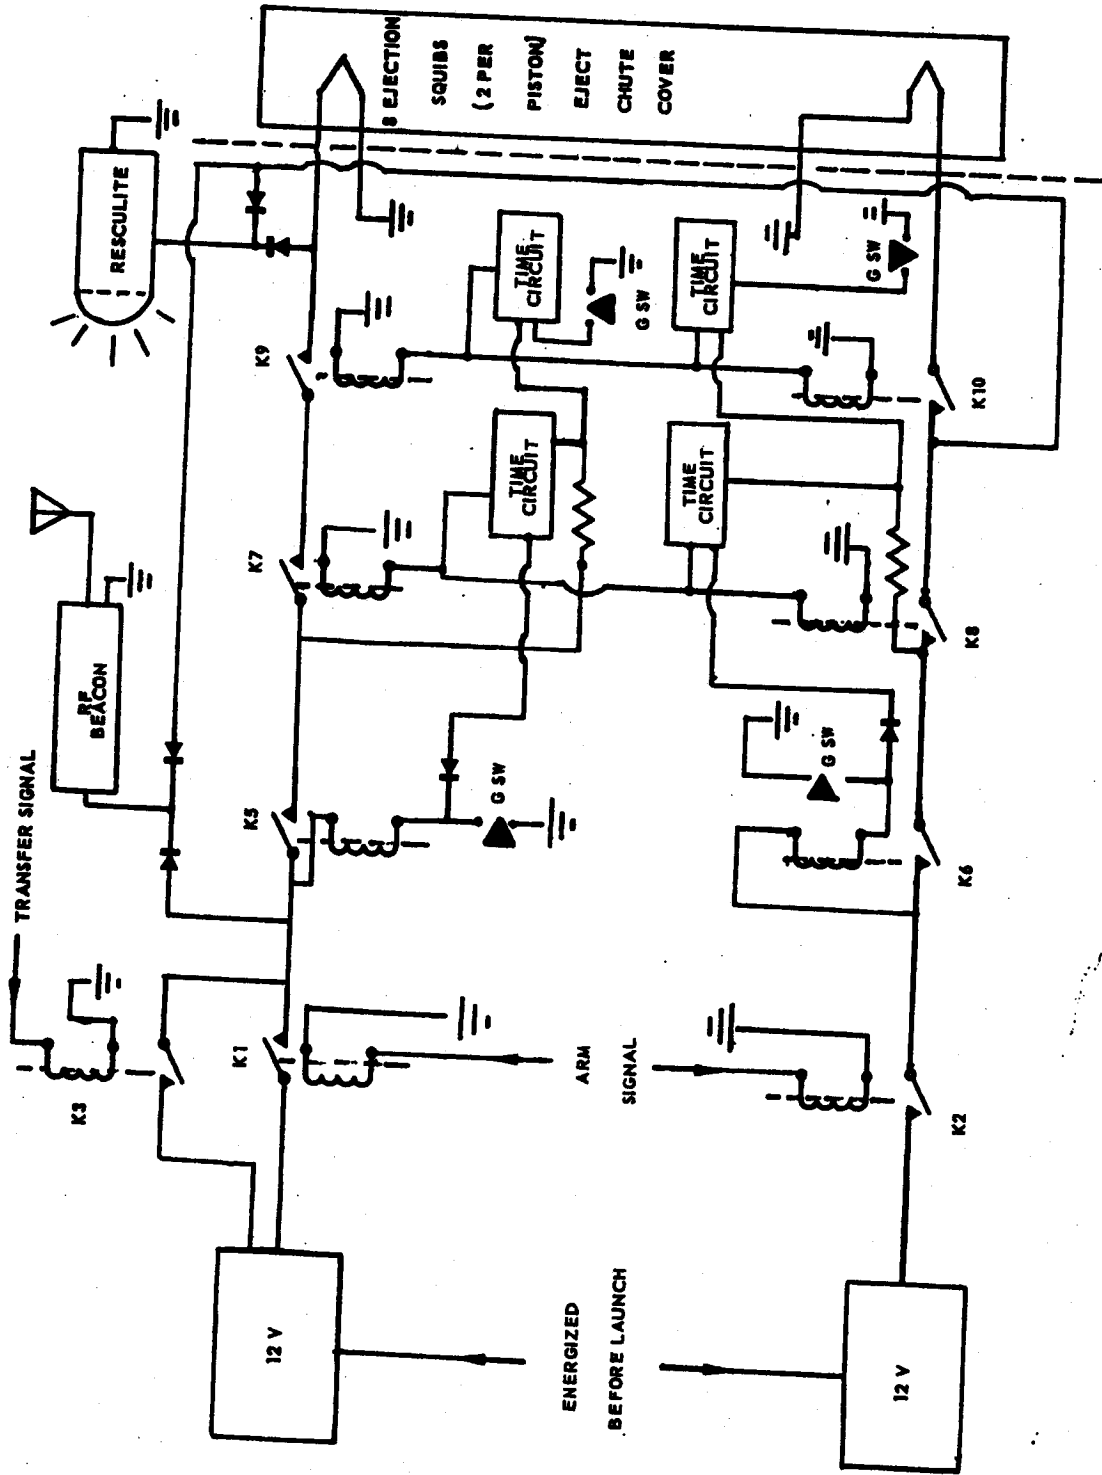 TRANSFER SIGNAL
RF
BEACON
RESCULITE
8 EJECTION
SQUIBS
(2 PER
PISTON)
EJECT
CHUTE
COVER
K3
K1
K5
K7
K9
TIME
CIRCUIT
TIME
CIRCUIT
G SW
G SW
ARM
SIGNAL
TIME
CIRCUIT
TIME
CIRCUIT
G SW
G SW
K2
K6
K8
K10
12 V
ENERGIZED
BEFORE LAUNCH
12 V